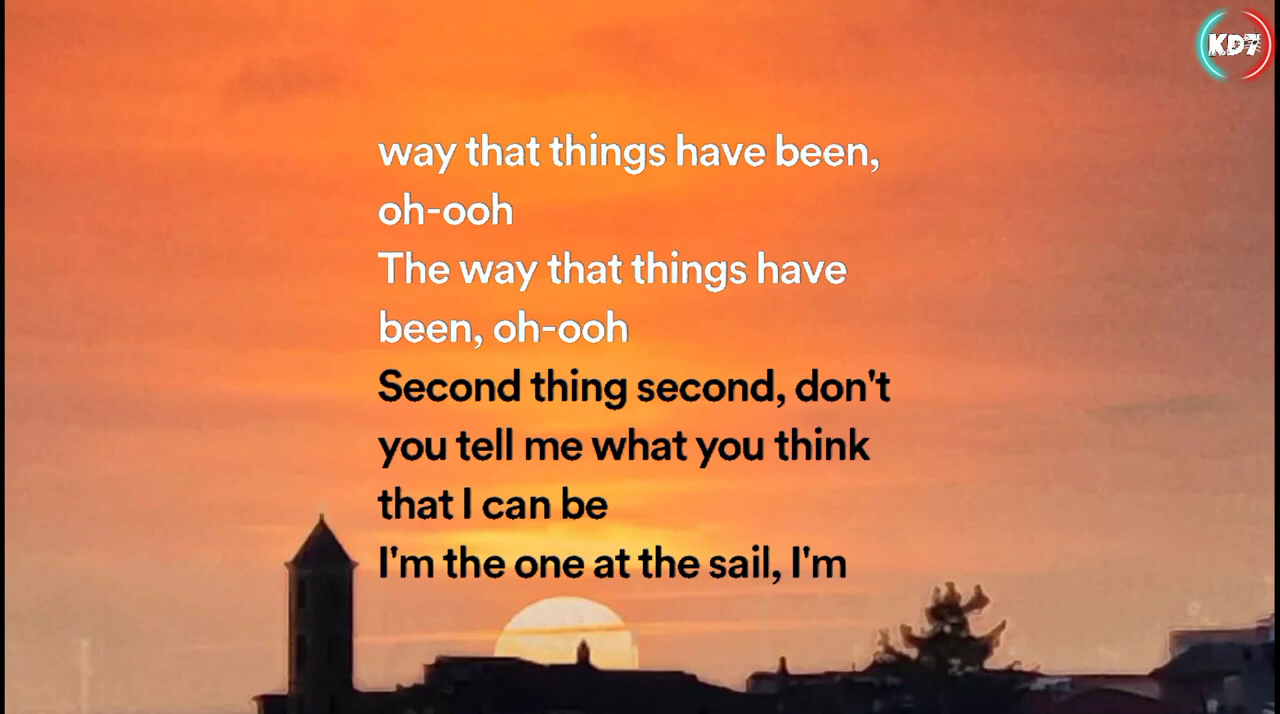 KD7
way that things have been,
oh-ooh
The way that things have
been, oh-ooh
Second thing second, don't
you tell me what you think
that I can be
I'm the one at the sail, I'm